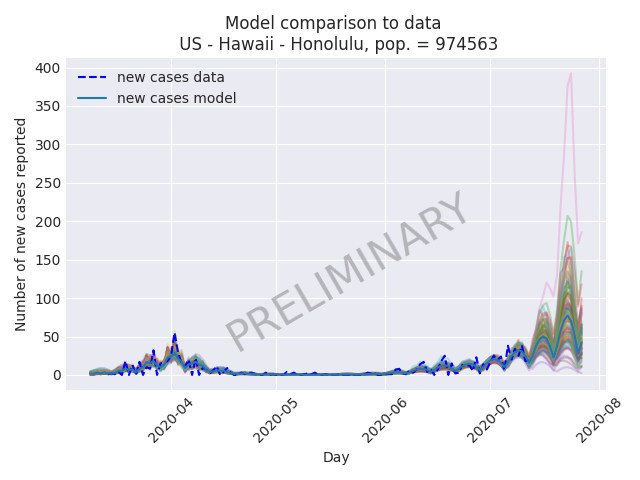 Model comparison to data
US - Hawaii - Honolulu, pop. = 974563
new cases data
new cases model
Number of new cases reported
400
350
300
250
200
150
100
50
0
PRELIMINARY
2020-04
2020-05
2020-06
2020-07
2020-08
Day